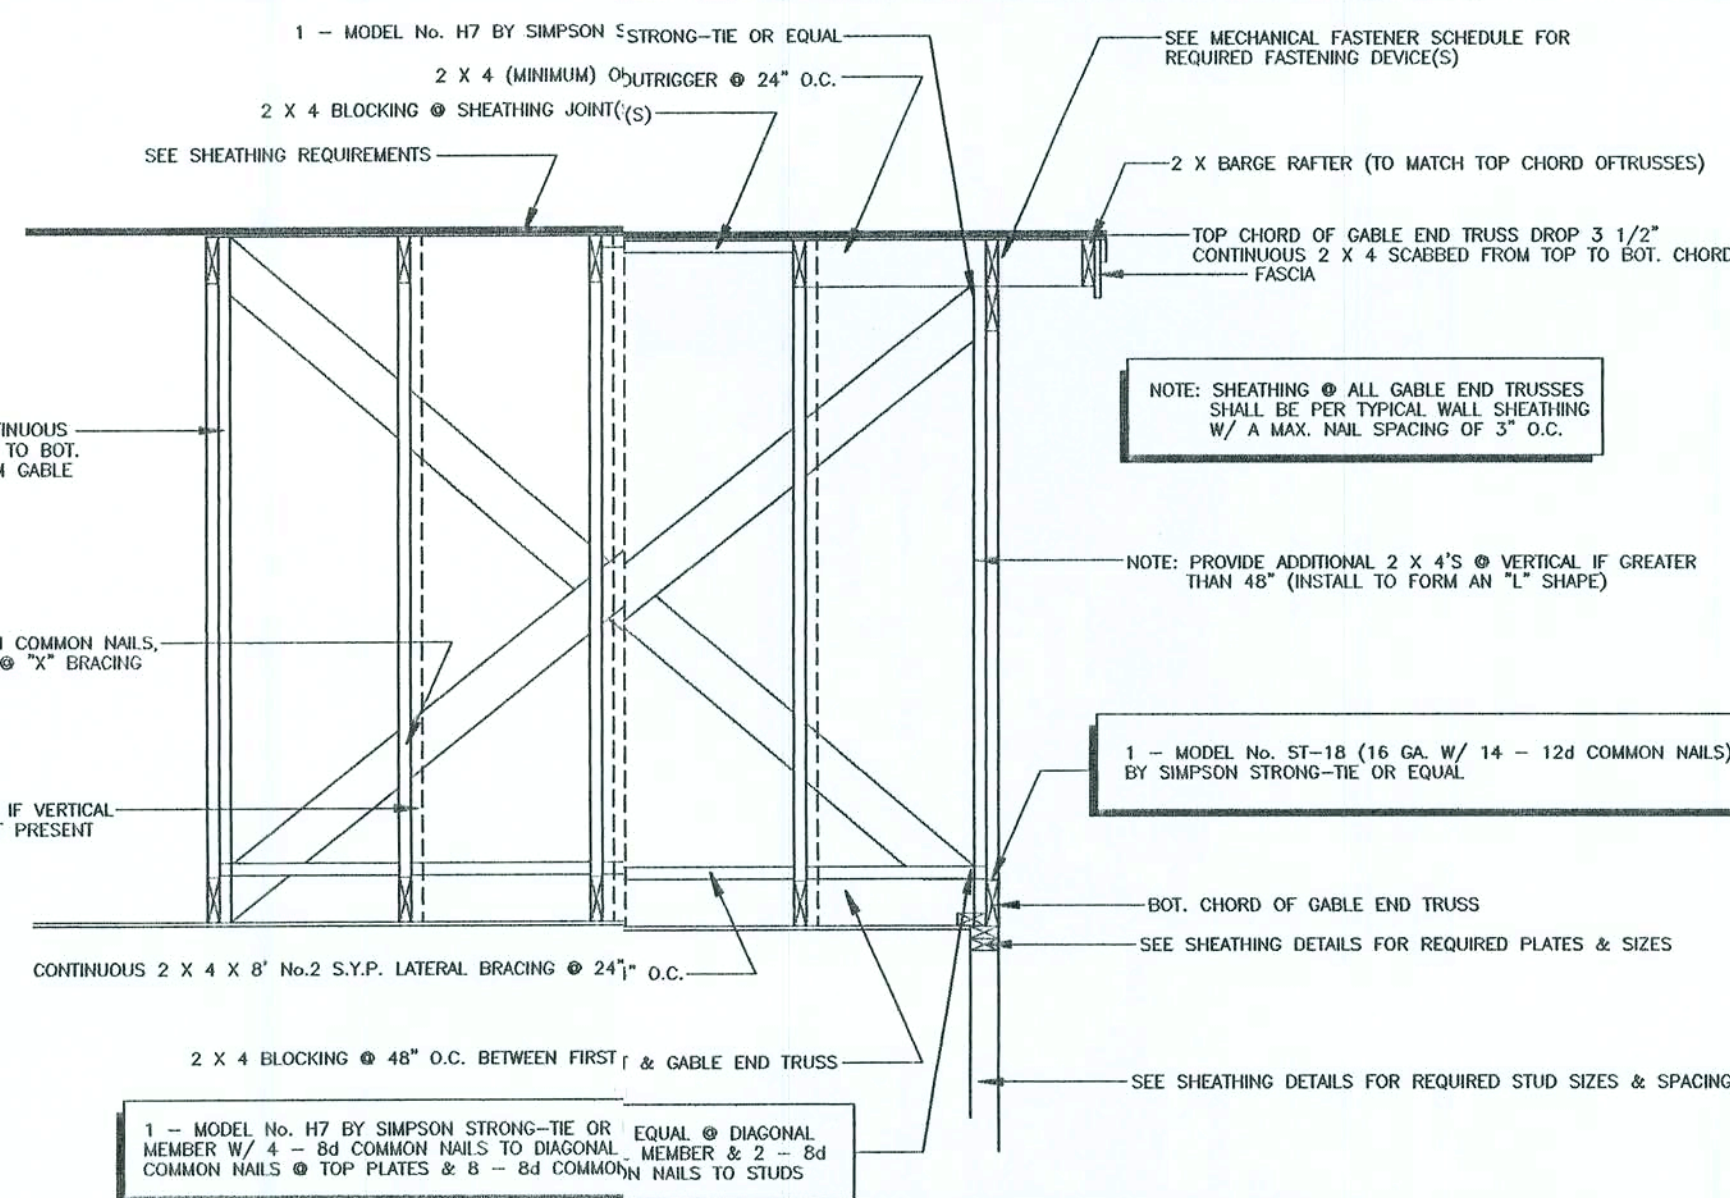 1 - MODEL No. H7 BY SIMPSON STRONG-TIE OR EQUAL
2 X 4 (MINIMUM) OUTRIGGER @ 24" O.C.
2 X 4 BLOCKING @ SHEATHING JOINT(S)
SEE SHEATHING REQUIREMENTS
SEE MECHANICAL FASTENER SCHEDULE FOR
REQUIRED FASTENING DEVICE(S)
2 X BARGE RAFTER (TO MATCH TOP CHORD OFTRUSSES)
TOP CHORD OF GABLE END TRUSS DROP 3 1/2"
CONTINUOUS 2 X 4 SCABBED FROM TOP TO BOT. CHORD
FASCIA
NOTE: SHEATHING @ ALL GABLE END TRUSSES
SHALL BE PER TYPICAL WALL SHEATHING
W/ A MAX. NAIL SPACING OF 3" O.C.
INUOUS
TO BOT.
GABLE
NOTE: PROVIDE ADDITIONAL 2 X 4'S @ VERTICAL IF GREATER
THAN 48" (INSTALL TO FORM AN "L" SHAPE)
COMMON NAILS,
@ "X" BRACING
1 - MODEL No. ST-18 (16 GA. W/ 14 - 12d COMMON NAILS)
BY SIMPSON STRONG-TIE OR EQUAL
IF VERTICAL
PRESENT
BOT. CHORD OF GABLE END TRUSS
SEE SHEATHING DETAILS FOR REQUIRED PLATES & SIZES
CONTINUOUS 2 X 4 X 8' No.2 S.Y.P. LATERAL BRACING @ 24" O.C.
2 X 4 BLOCKING @ 48" O.C. BETWEEN FIRST & GABLE END TRUSS
SEE SHEATHING DETAILS FOR REQUIRED STUD SIZES & SPACING
1 - MODEL No. H7 BY SIMPSON STRONG-TIE OR EQUAL @ DIAGONAL
MEMBER W/ 4 - 8d COMMON NAILS TO DIAGONAL MEMBER & 2 - 8d
COMMON NAILS @ TOP PLATES & 8 - 8d COMMON NAILS TO STUDS